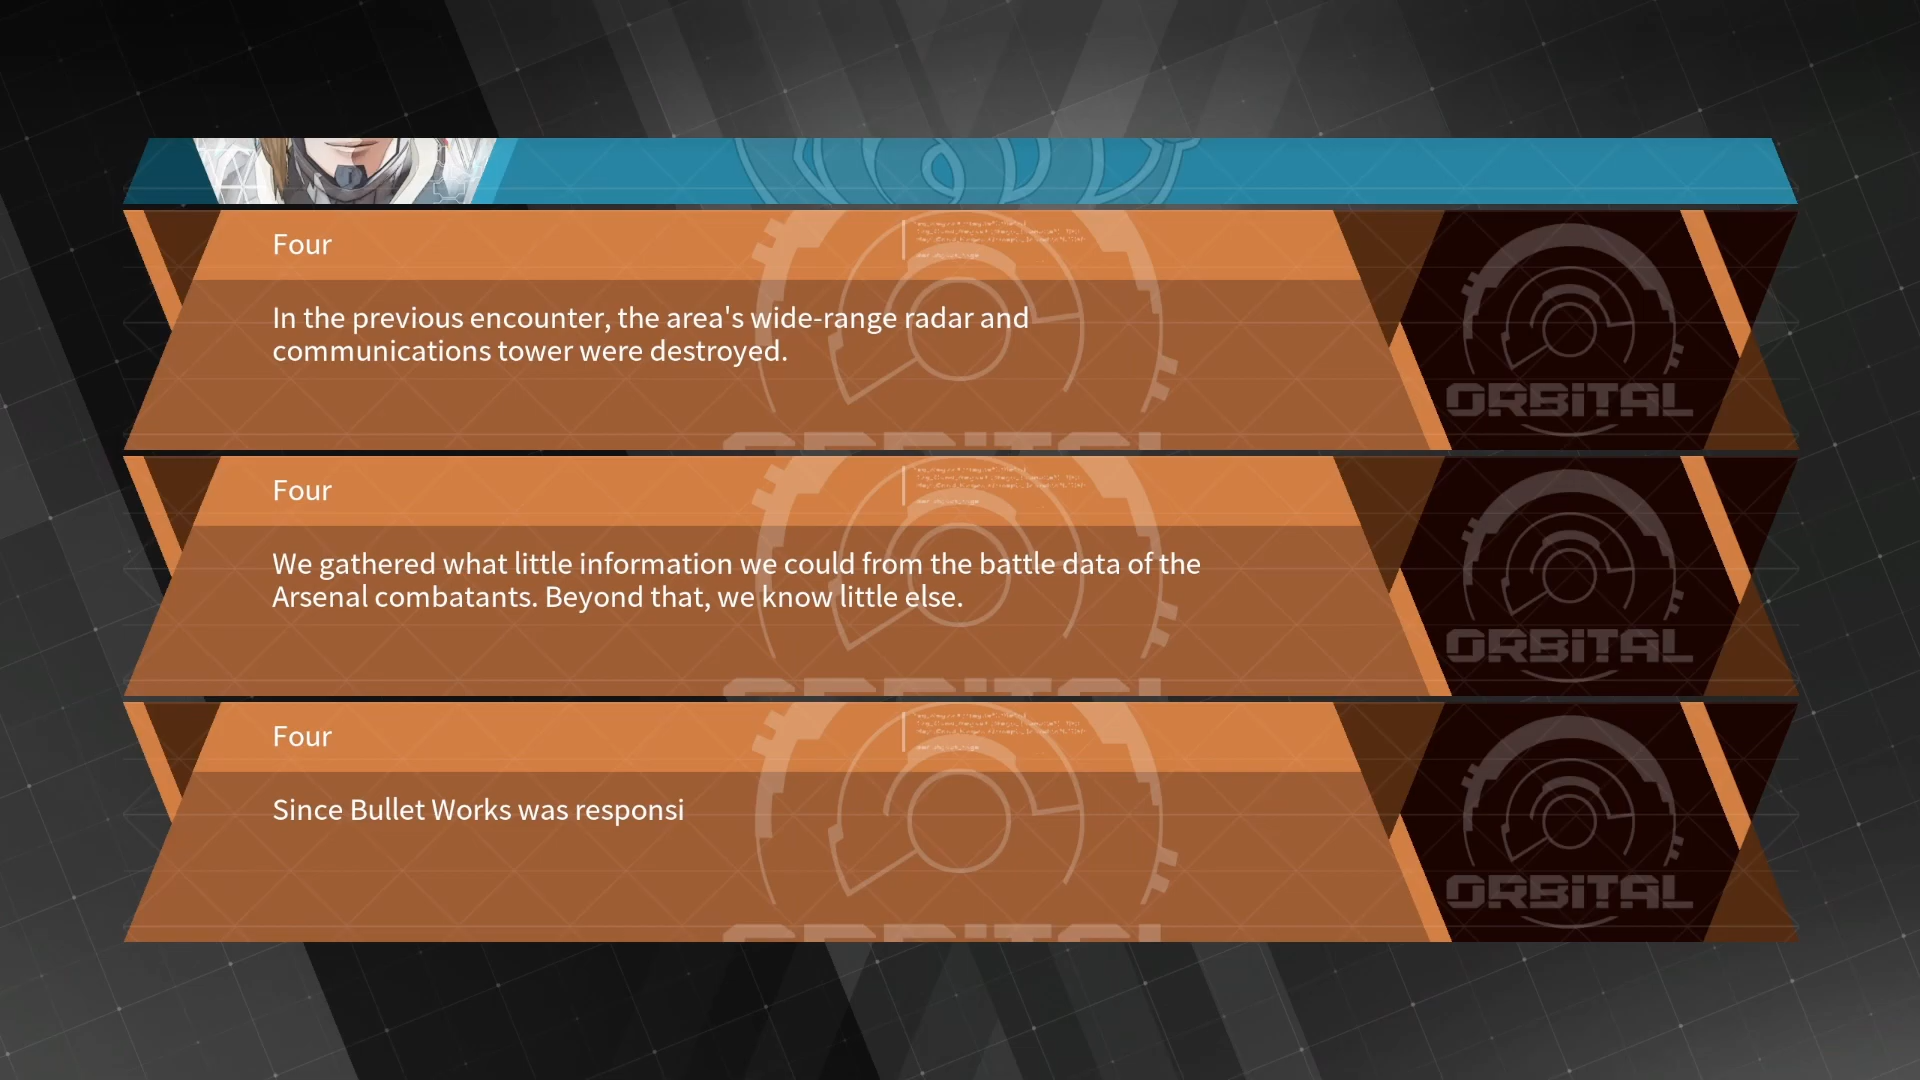 Four
In the previous encounter, the area's wide-range radar and
communications tower were destroyed.
ORBiTAL
Four
We gathered what little information we could from the battle data of the
Arsenal combatants. Beyond that, we know little else.
ORBiTAL
Four
Since Bullet Works was responsi
ORBiTAL